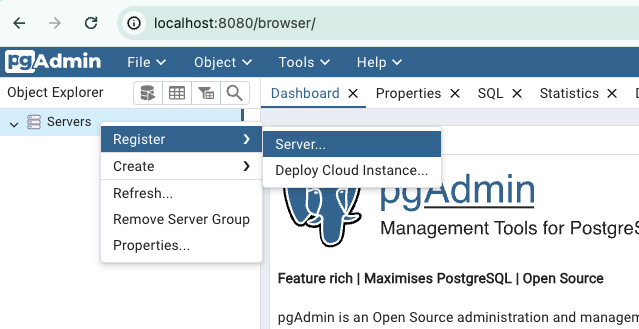 localhost:8080/browser/
pgAdmin File Object Tools Help
Object Explorer Dashboard Properties SQL Statistics
Servers
Register Server...
Create Deploy Cloud Instance...
Refresh...
Remove Server Group
Properties...
pgAdmin
Management Tools for PostgreSQ
Feature rich | Maximises PostgreSQL | Open Source
pgAdmin is an Open Source administration and managem